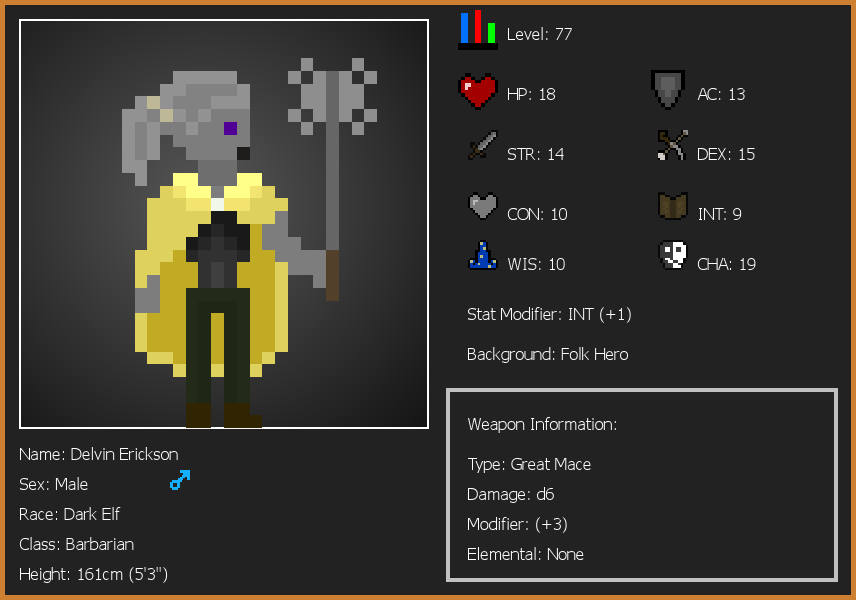 Level: 77
HP: 18
AC: 13
STR: 14
DEX: 15
CON: 10
INT: 9
WIS: 10
CHA: 19
Stat Modifier: INT (+1)
Background: Folk Hero
Weapon Information:
Type: Great Mace
Damage: d6
Modifier: (+3)
Elemental: None
Name: Delvin Erickson
Sex: Male
Race: Dark Elf
Class: Barbarian
Height: 161cm (5'3")